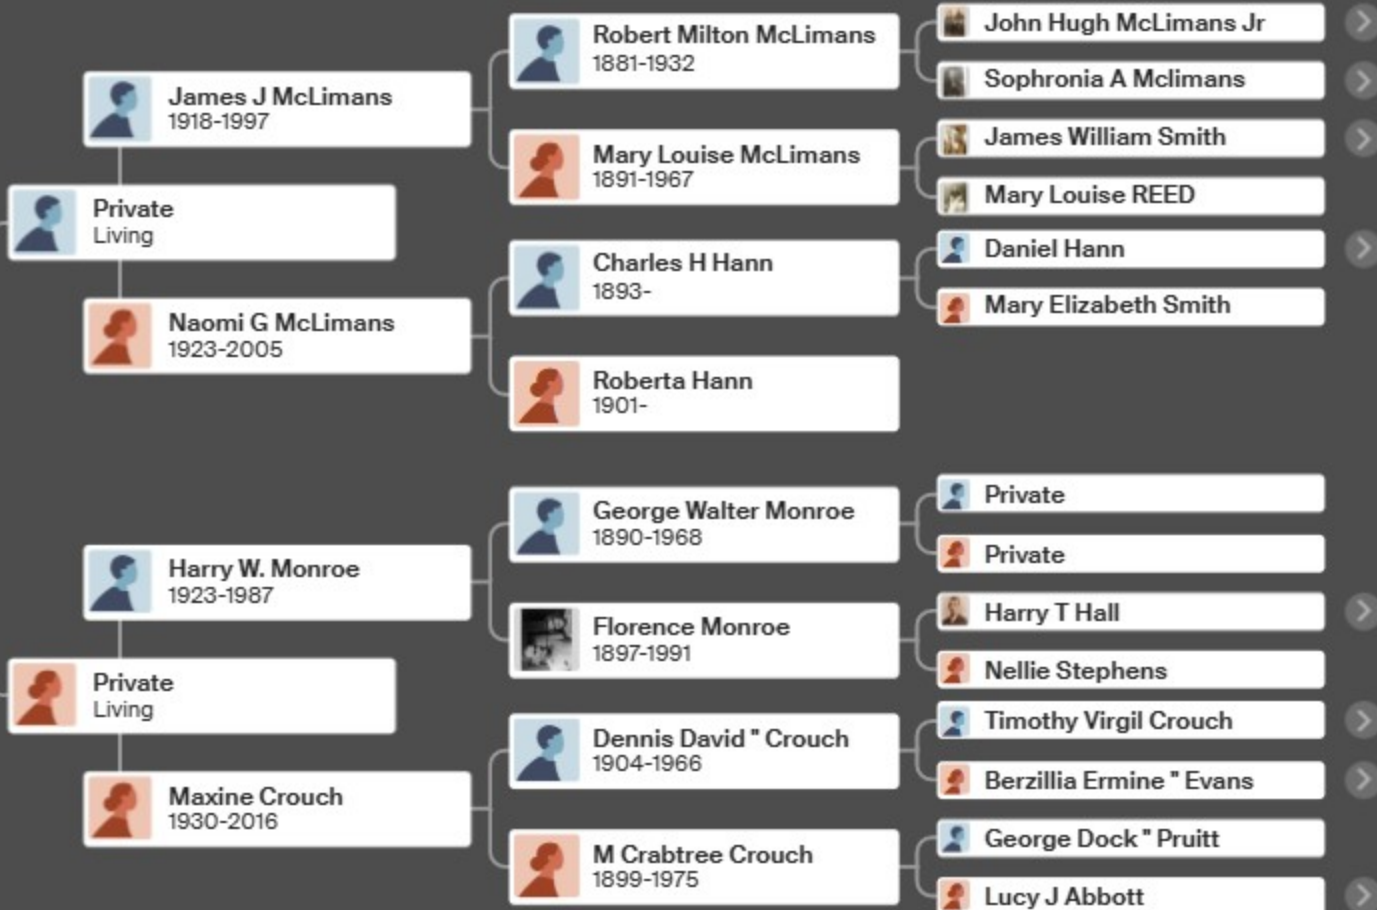 Robert Milton McLimans
1881-1932
John Hugh McLimans Jr
Sophronia A Mclimans
James J McLimans
1918-1997
Mary Louise McLimans
1891-1967
James William Smith
Mary Louise REED
Private
Living
Charles H Hann
1893-
Daniel Hann
Mary Elizabeth Smith
Naomi G McLimans
1923-2005
Roberta Hann
1901-
George Walter Monroe
1890-1968
Private
Private
Harry W. Monroe
1923-1987
Florence Monroe
1897-1991
Harry T Hall
Nellie Stephens
Private
Living
Dennis David " Crouch
1904-1966
Timothy Virgil Crouch
Berzillia Ermine " Evans
Maxine Crouch
1930-2016
M Crabtree Crouch
1899-1975
George Dock " Pruitt
Lucy J Abbott